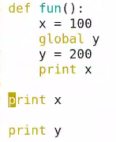 def fun():
    x = 100
    global y
    y = 200
    print x
print x
print y